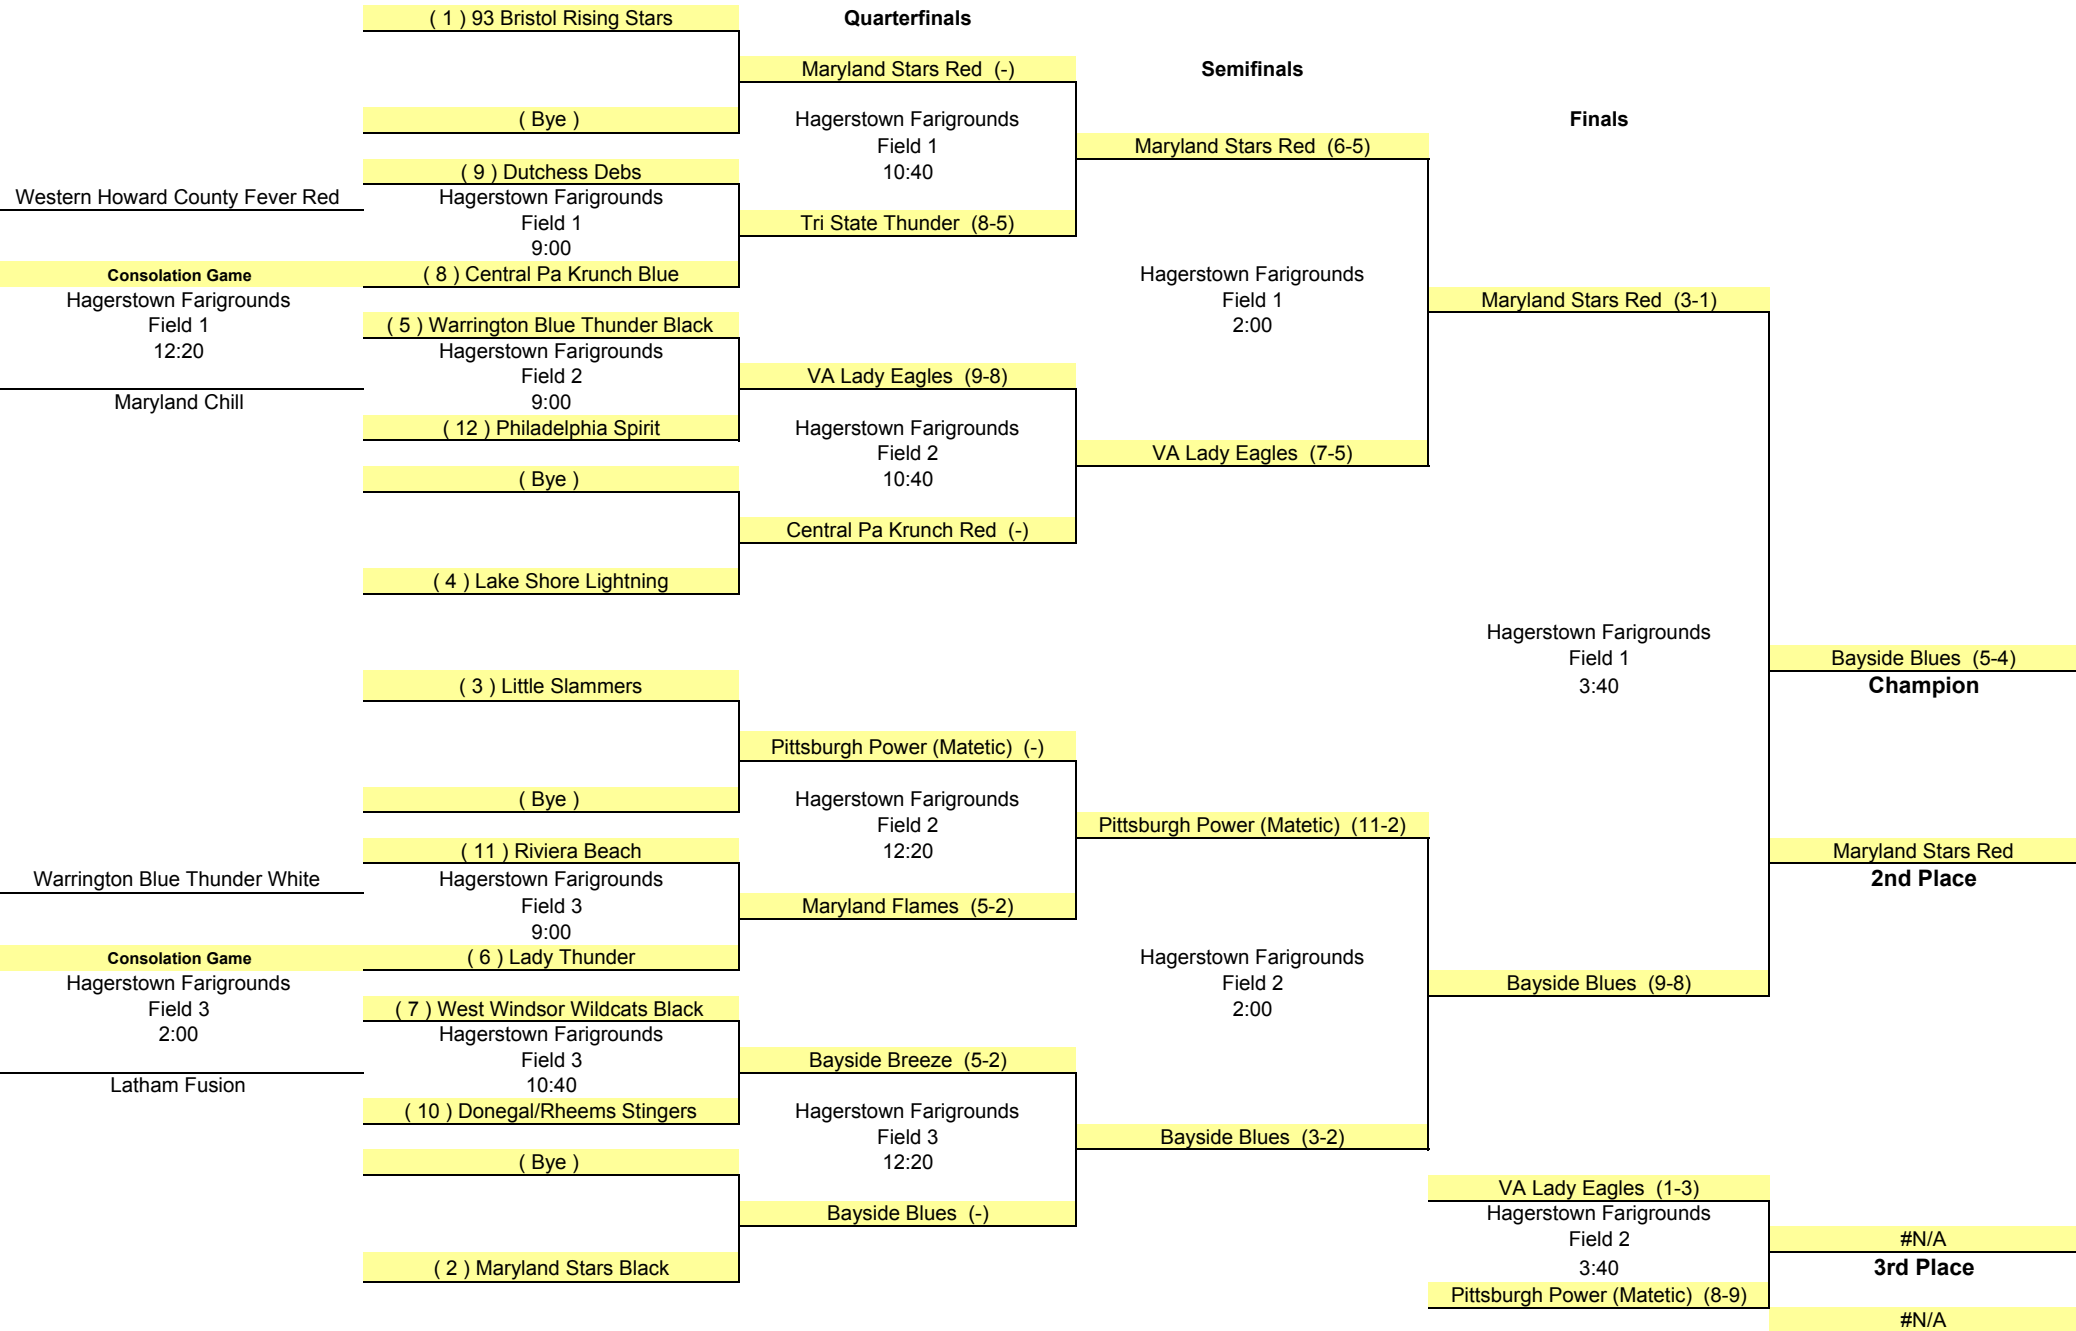 ( 1 ) 93 Bristol Rising Stars
Quarterfinals
Maryland Stars Red (-)
Semifinals
( Bye )
Hagerstown Farigrounds
Finals
Field 1
Maryland Stars Red (6-5)
( 9 ) Dutchess Debs
10:40
Western Howard County Fever Red
Hagerstown Farigrounds
Field 1
Tri State Thunder (8-5)
9:00
Consolation Game
( 8 ) Central Pa Krunch Blue
Hagerstown Farigrounds
Hagerstown Farigrounds
Field 1
Maryland Stars Red (3-1)
Field 1
( 5 ) Warrington Blue Thunder Black
2:00
12:20
Hagerstown Farigrounds
Field 2
VA Lady Eagles (9-8)
Maryland Chill
9:00
( 12 ) Philadelphia Spirit
Hagerstown Farigrounds
Field 2
VA Lady Eagles (7-5)
( Bye )
10:40
Central Pa Krunch Red (-)
( 4 ) Lake Shore Lightning
Hagerstown Farigrounds
Field 1
Bayside Blues (5-4)
( 3 ) Little Slammers
3:40
Champion
Pittsburgh Power (Matetic) (-)
( Bye )
Hagerstown Farigrounds
Field 2
Pittsburgh Power (Matetic) (11-2)
( 11 ) Riviera Beach
12:20
Maryland Stars Red
Warrington Blue Thunder White
Hagerstown Farigrounds
2nd Place
Field 3
Maryland Flames (5-2)
9:00
Consolation Game
( 6 ) Lady Thunder
Hagerstown Farigrounds
Hagerstown Farigrounds
Field 2
Bayside Blues (9-8)
Field 3
( 7 ) West Windsor Wildcats Black
2:00
2:00
Hagerstown Farigrounds
Field 3
Bayside Breeze (5-2)
Latham Fusion
10:40
( 10 ) Donegal/Rheems Stingers
Hagerstown Farigrounds
Field 3
Bayside Blues (3-2)
( Bye )
12:20
VA Lady Eagles (1-3)
Bayside Blues (-)
Hagerstown Farigrounds
Field 2
#N/A
( 2 ) Maryland Stars Black
3:40
3rd Place
Pittsburgh Power (Matetic) (8-9)
#N/A